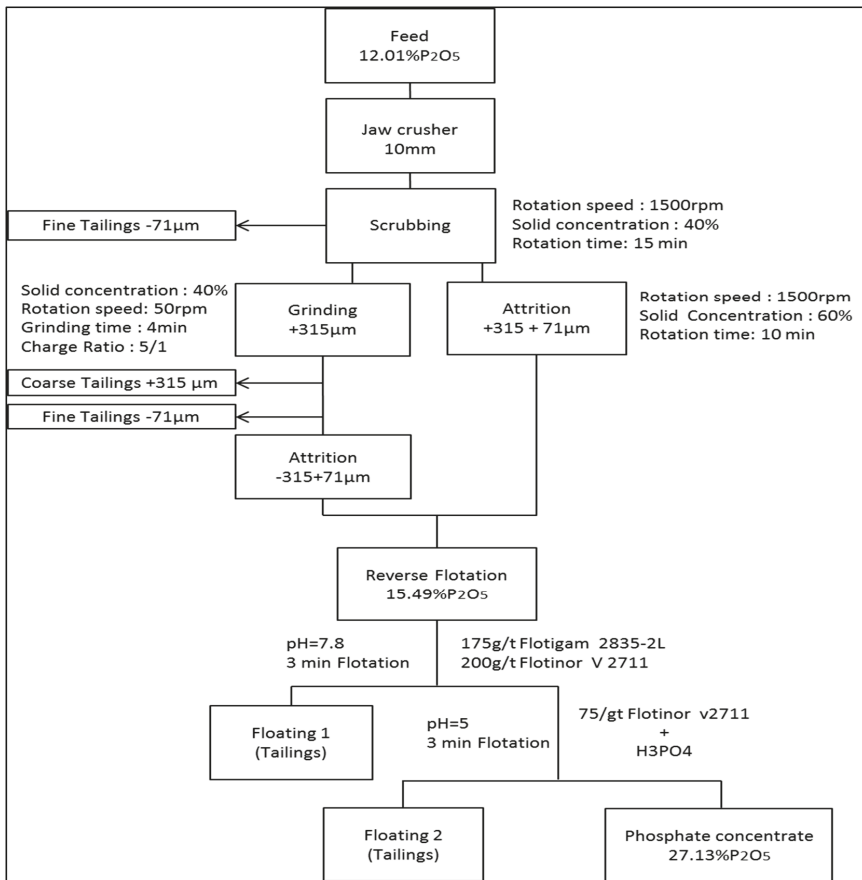 Feed
12.01%P2O5
Jaw crusher
10mm
Rotation speed : 1500rpm
Solid concentration : 40%
Rotation time: 15 min
Fine Tailings -71µm
Scrubbing
Solid concentration : 40%
Rotation speed: 50rpm
Grinding time : 4min
Charge Ratio : 5/1
Grinding
+315µm
Attrition
+315 + 71µm
Rotation speed : 1500rpm
Solid Concentration : 60%
Rotation time: 10 min
Coarse Tailings +315 µm
Fine Tailings -71µm
Attrition
-315+71µm
Reverse Flotation
15.49%P2O5
pH=7.8
3 min Flotation
175g/t Flotigam 2835-2L
200g/t Flotinor V 2711
Floating 1
(Tailings)
pH=5
3 min Flotation
75/gt Flotinor v2711
+
H3PO4
Floating 2
(Tailings)
Phosphate concentrate
27.13%P2O5